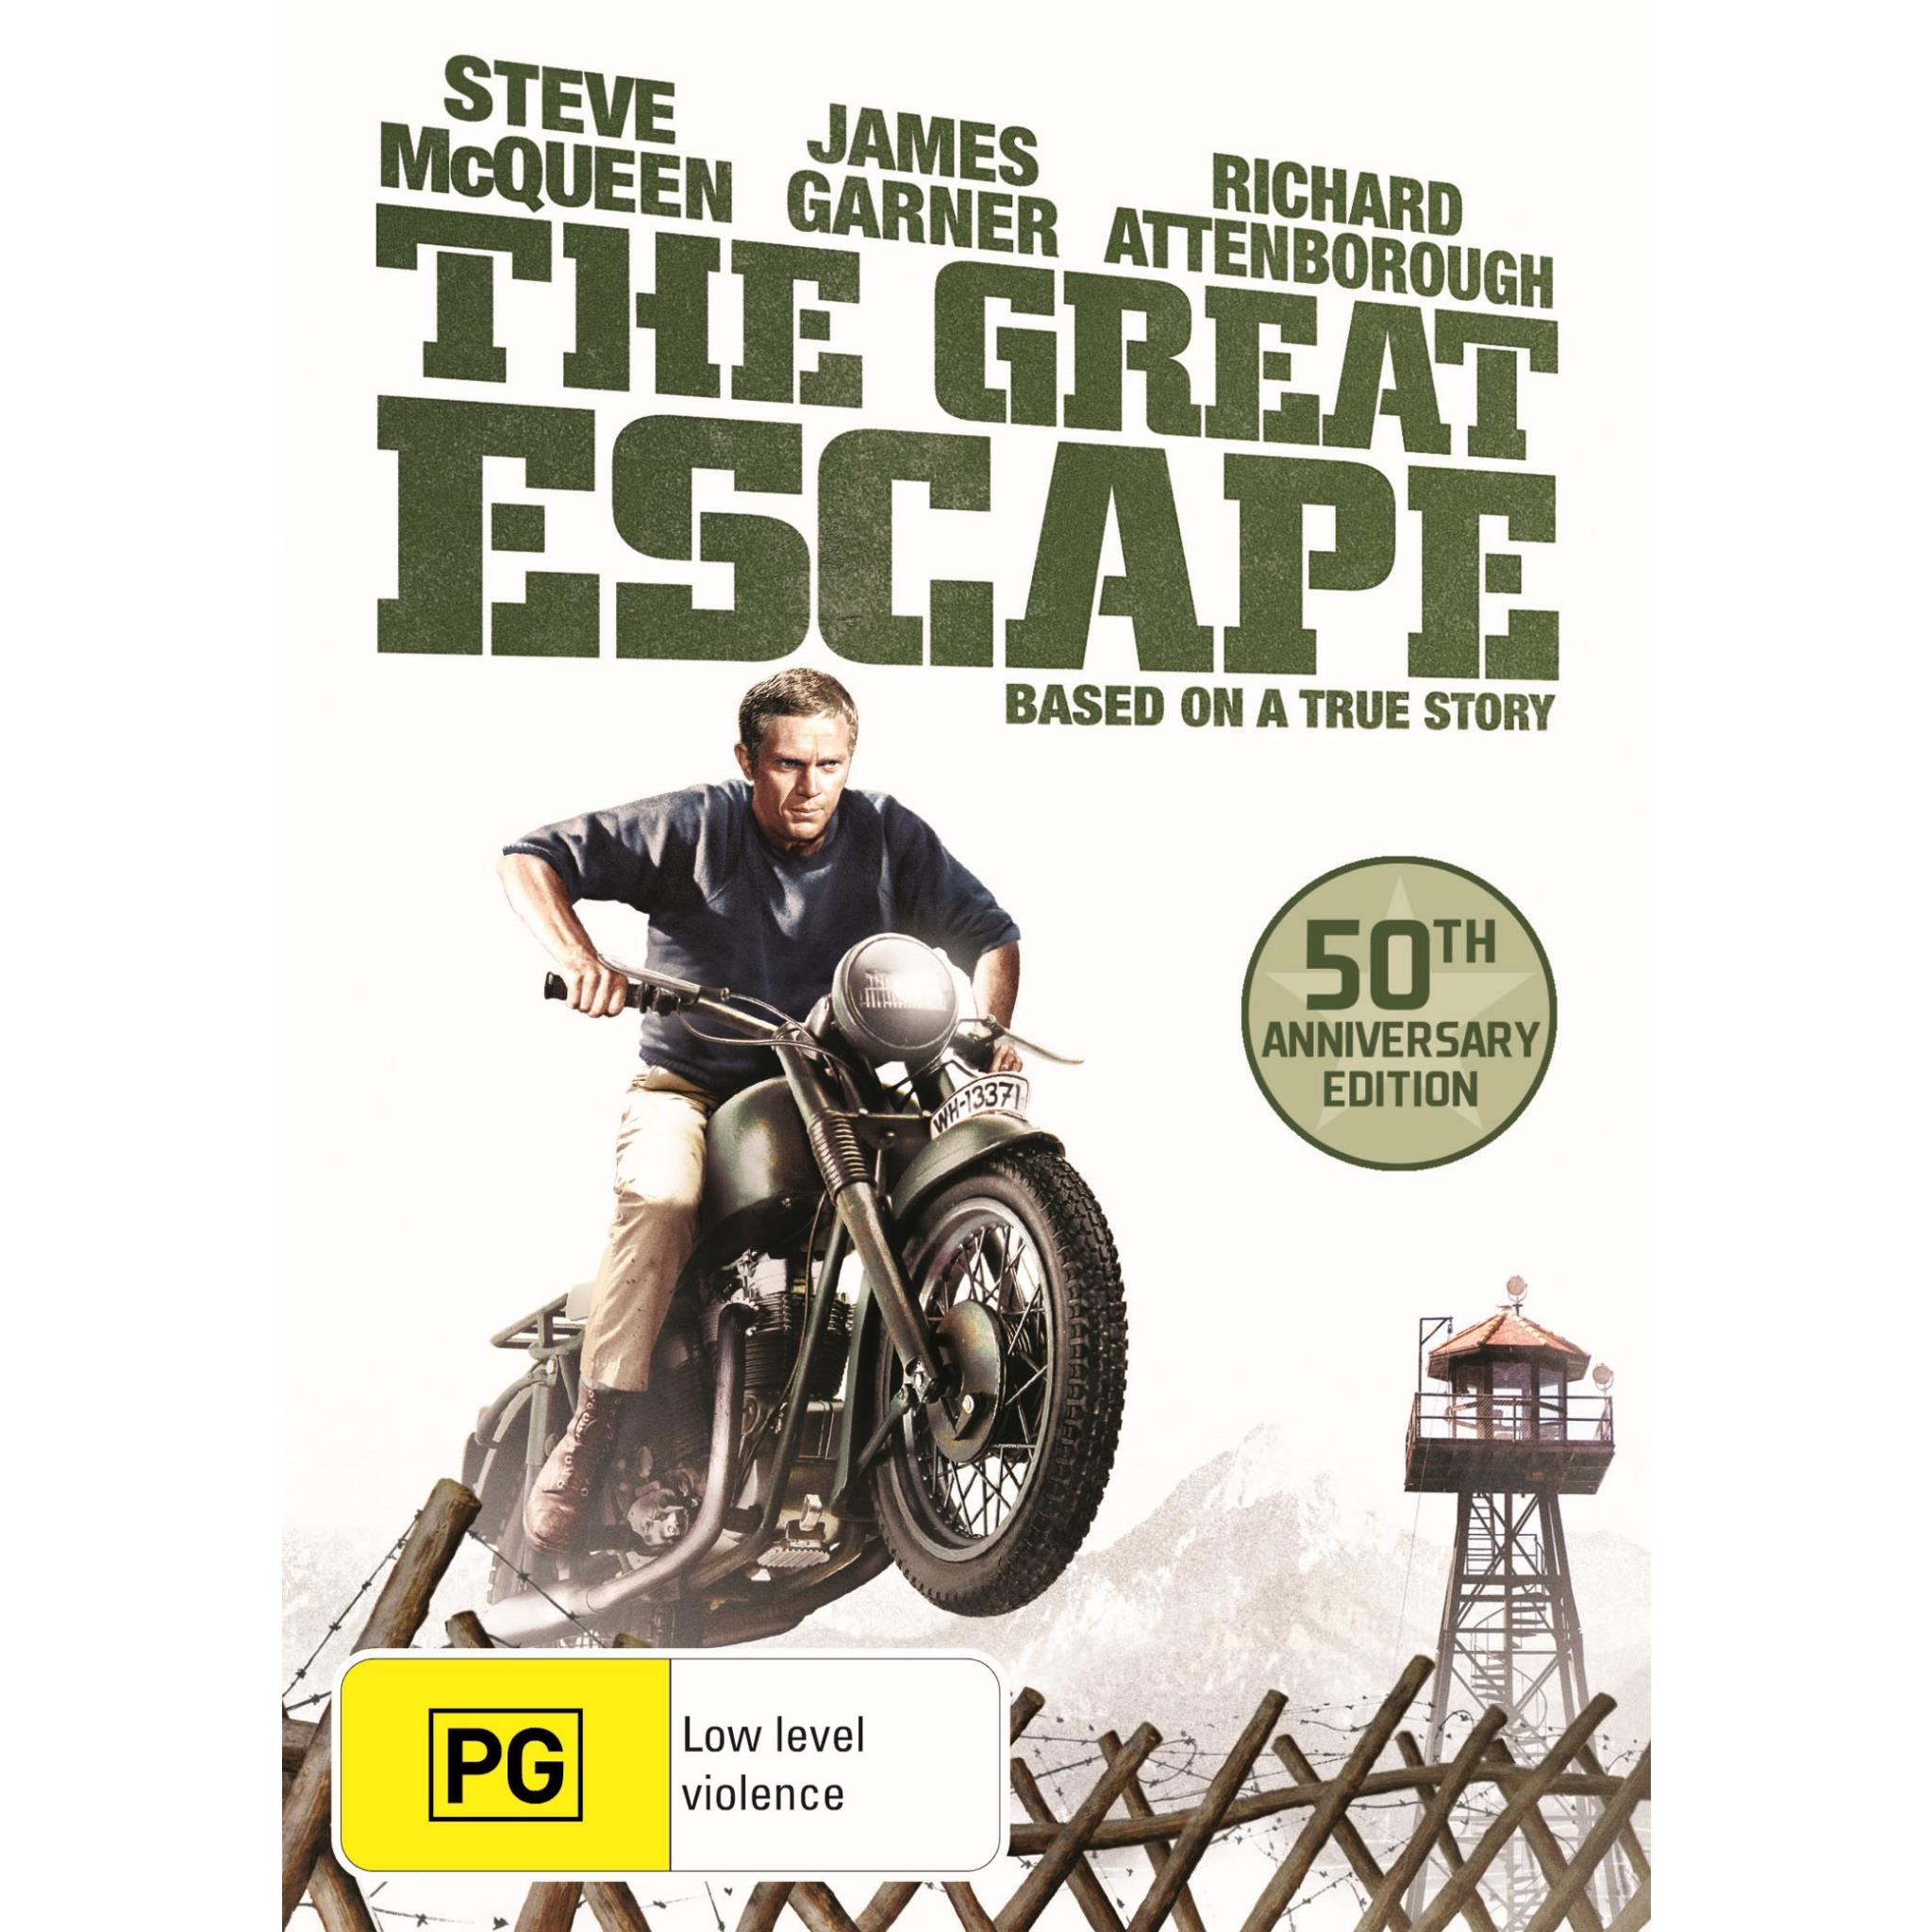 STEVE
McQUEEN
JAMES
GARNER
RICHARD
ATTENBOROUGH
THE GREAT
ESCAPE
BASED ON A TRUE STORY
50TH
ANNIVERSARY
EDITION
WH-13371
PG
Low level
violence